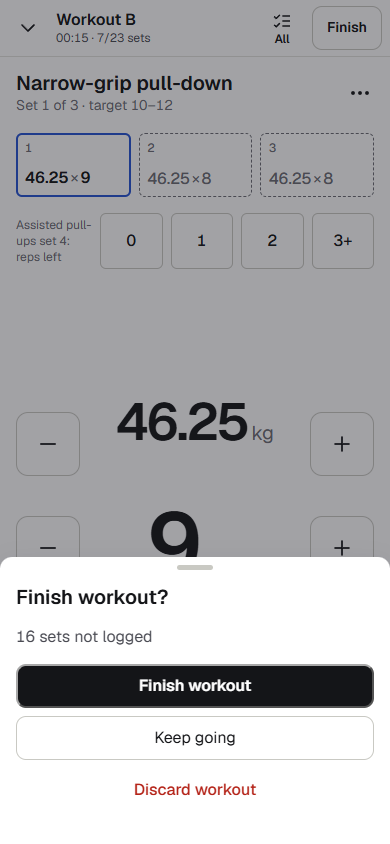 Workout B
00:15 · 7/23 sets
All
Finish
Narrow-grip pull-down
Set 1 of 3 · target 10–12
1
46.25×9
2
46.25×8
3
46.25×8
Assisted pull-
ups set 4:
reps left
0
1
2
3+
46.25 kg
9
Finish workout?
16 sets not logged
Finish workout
Keep going
Discard workout